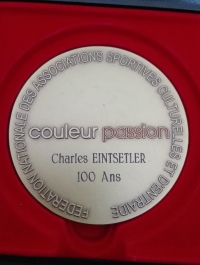 FEDERATION NATIONALE DES ASSOCIATIONS SPORTIVES CULTURELLES ET D'ENTRAIDE
couleur passion
Charles EINTSETLER
100 Ans